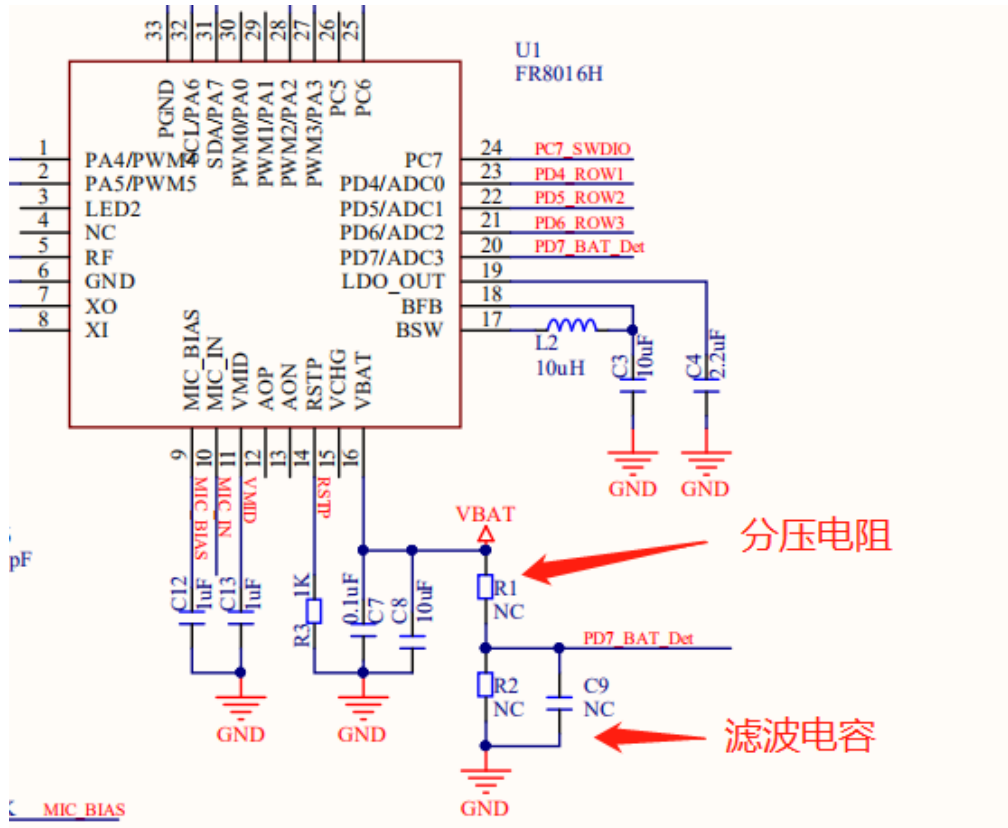 33
32
31
30
29
28
27
26
25
U1
FR8016H
PGND
SCL/PA6
SDA/PA7
PWM0/PA0
PWM1/PA1
PWM2/PA2
PWM3/PA3
PC5
PC6
1 PA4/PWM4
2 PA5/PWM5
3 LED2
4 NC
5 RF
6 GND
7 XO
8 XI
PC7 24 PC7_SWDIO
PD4/ADC0 23 PD4_ROW1
PD5/ADC1 22 PD5_ROW2
PD6/ADC2 21 PD6_ROW3
PD7/ADC3 20 PD7_BAT_Det
LDO_OUT 19
BFB 18
BSW 17
L2
10uH
C3
10uF
C4
2.2uF
GND
GND
MIC_BIAS
MIC_IN
VMID
AOP
AON
RSTP
VCHG
VBAT
9
10
11
12
13
14
15
16
MIC_BIAS
MIC_IN
VMID
RSTP
VBAT
分压电阻
pF
C12
1uF
C13
1uF
R3
1K
0.1uF
C7
C8
10uF
R1
NC
PD7_BAT_Det
R2
NC
C9
NC
滤波电容
GND
GND
GND
MIC_BIAS